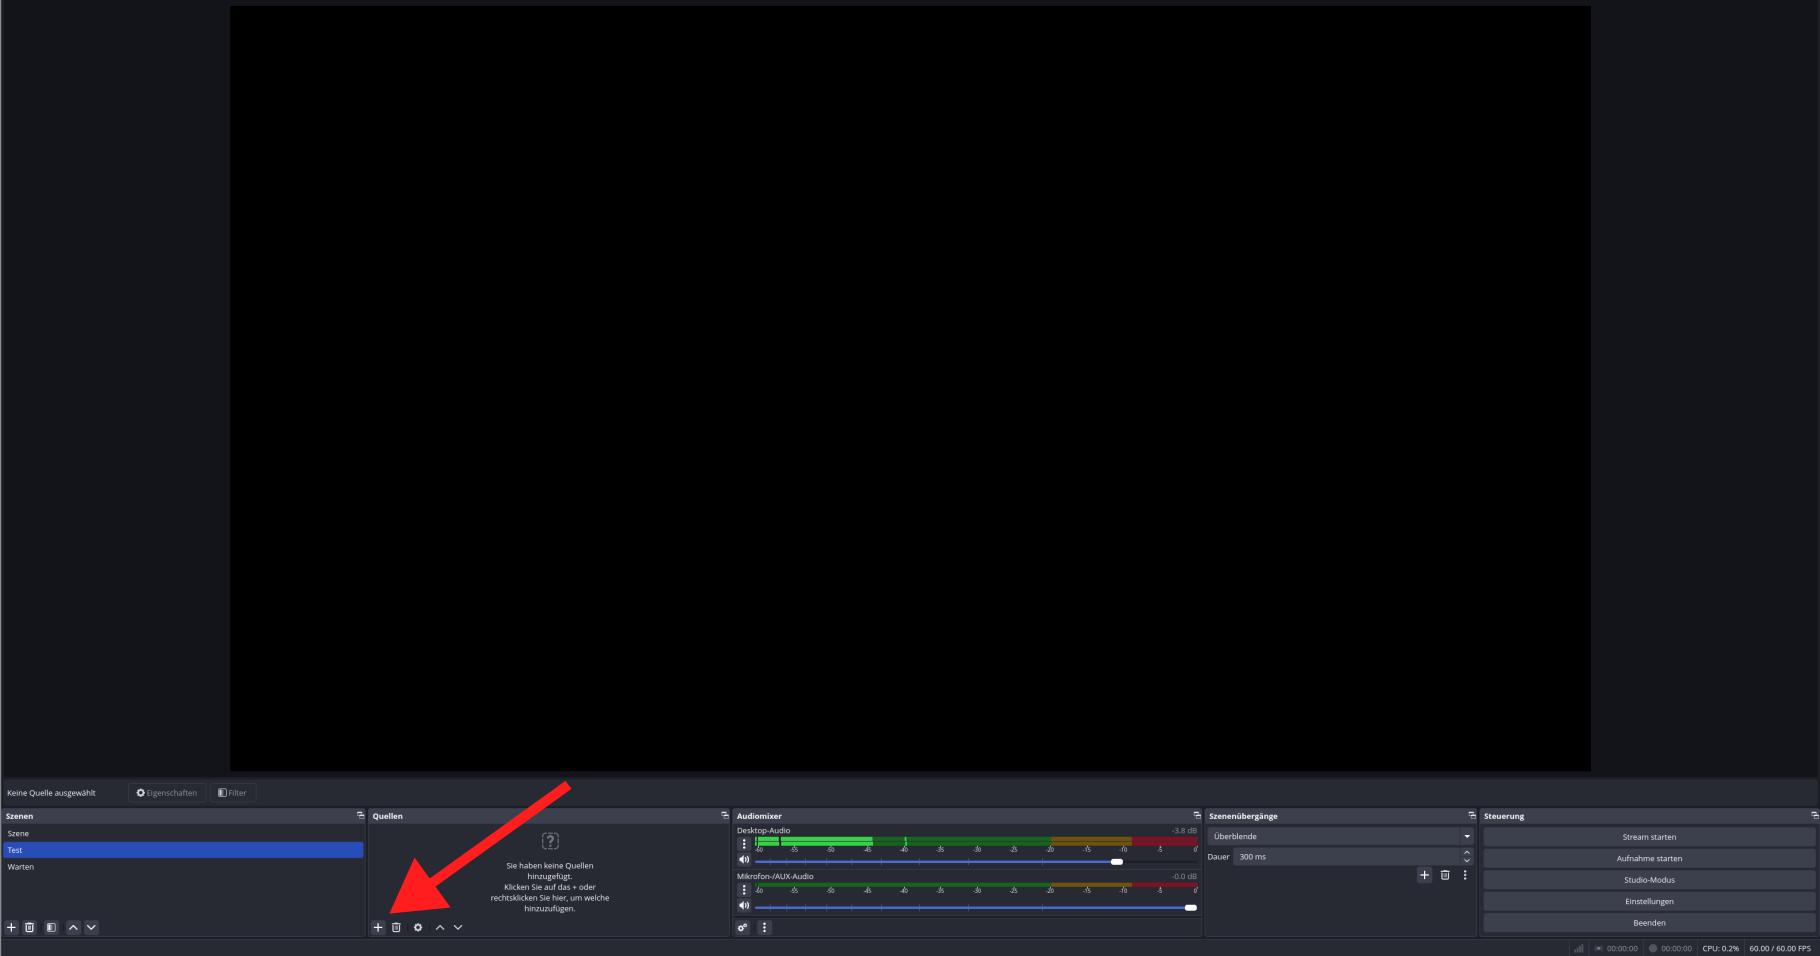 Keine Quelle ausgewählt
Eigenschaften
Filter
Szenen
Szene
Test
Warten
Quellen
Sie haben keine Quellen
hinzugefügt.
Klicken Sie auf das + oder
rechtsklicken Sie hier, um welche
hinzuzufügen.
Audiomixer
Desktop-Audio -3.8 dB
-60 -55 -50 -45 -40 -35 -30 -25 -20 -15 -10 -5 0
Mikrofon-/AUX-Audio -0.0 dB
-60 -55 -50 -45 -40 -35 -30 -25 -20 -15 -10 -5 0
Szenenübergänge
Überblende
Dauer 300 ms
Steuerung
Stream starten
Aufnahme starten
Studio-Modus
Einstellungen
Beenden
00:00:00 00:00:00 CPU: 0.2% 60.00 / 60.00 FPS